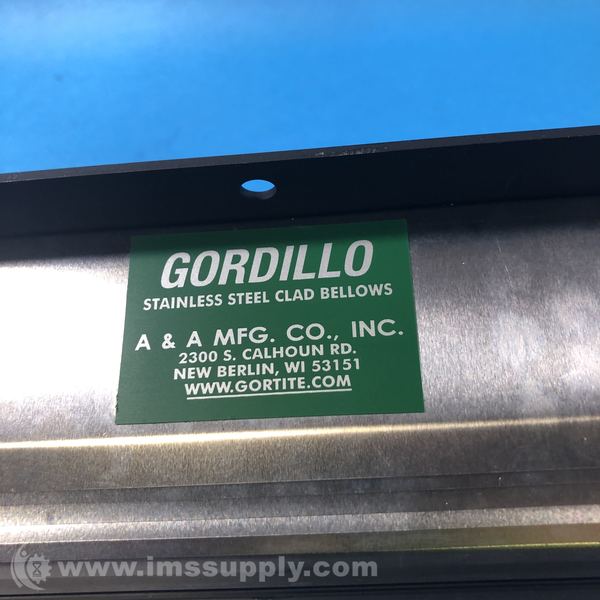 GORDILLO
STAINLESS STEEL CLAD BELLOWS
A & A MFG. CO., INC.
2300 S. CALHOUN RD.
NEW BERLIN, WI 53151
WWW.GORTITE.COM
www.imssupply.com